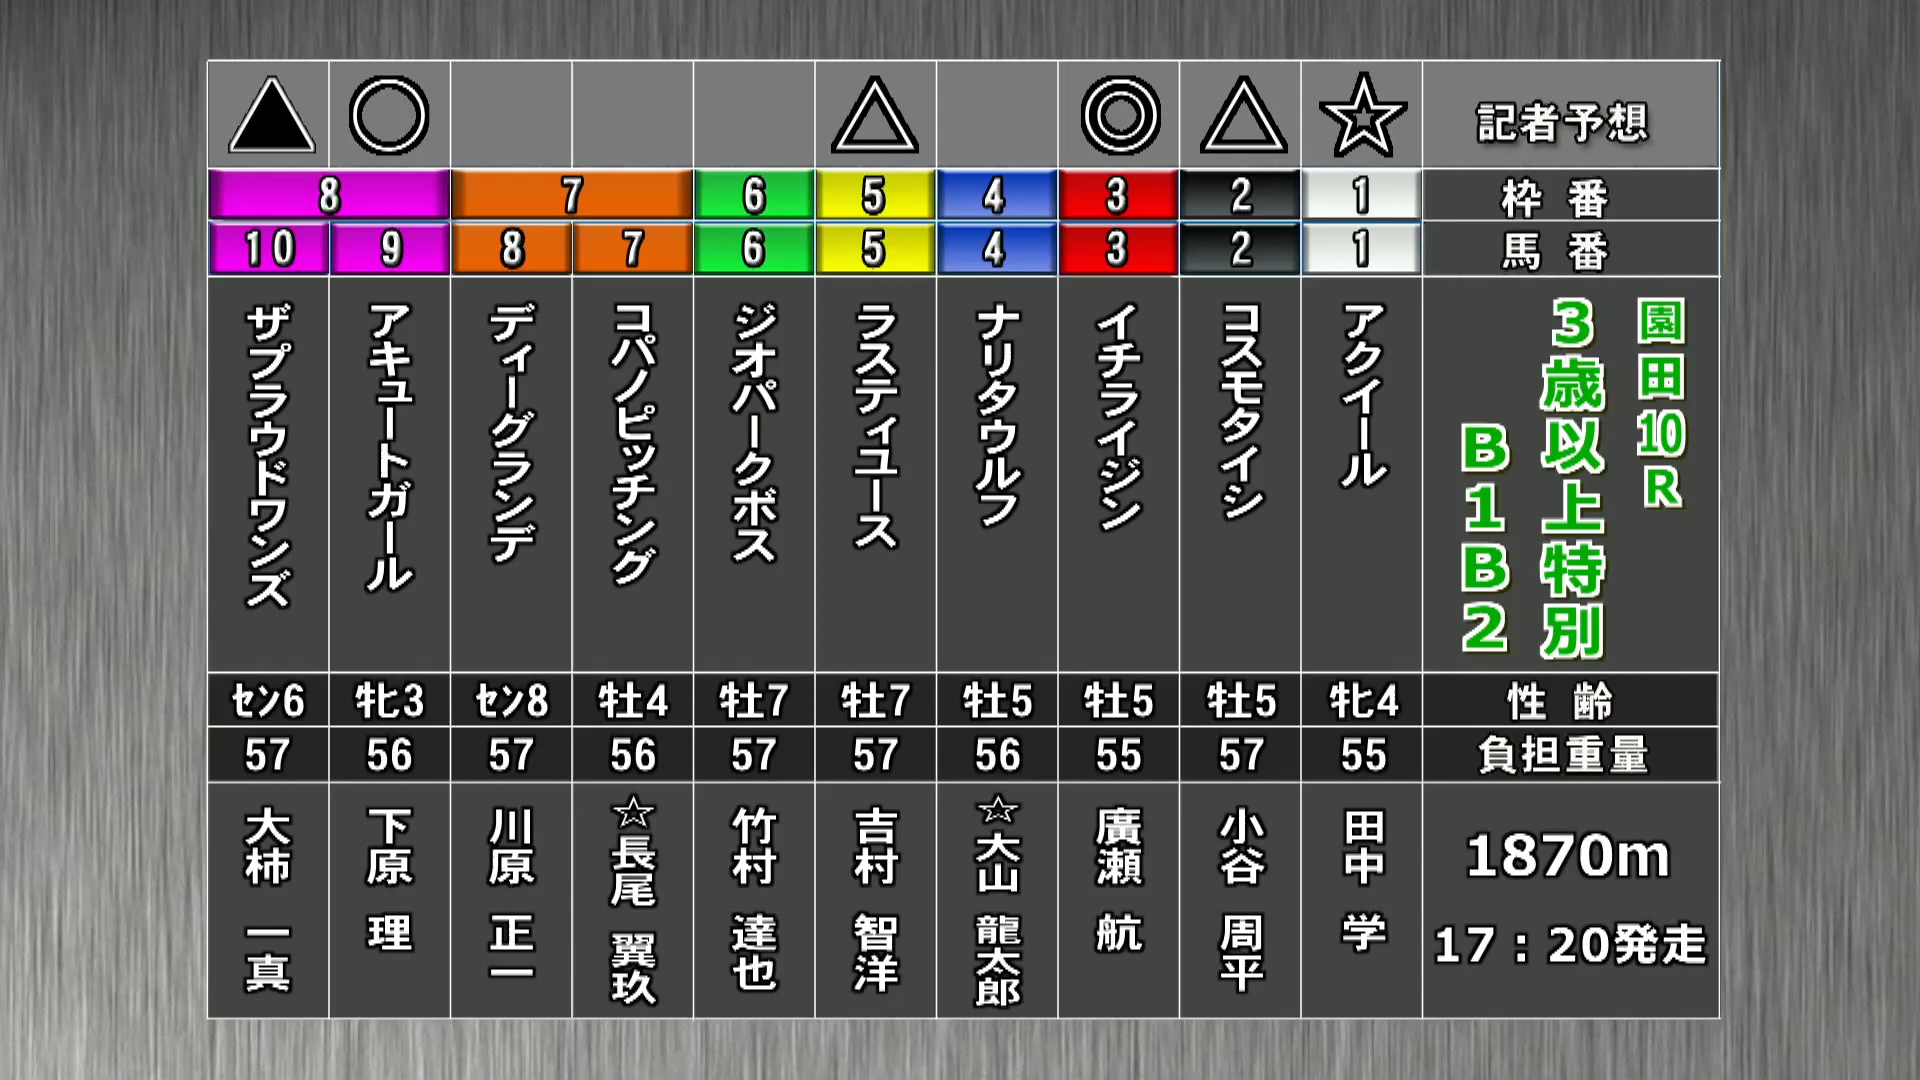 ▲ ○ △ ◎ △ ☆ 記者予想
8 7 6 5 4 3 2 1 枠番
10 9 8 7 6 5 4 3 2 1 馬番
園田10R
3歳以上特別
B1B2
アクイール
コスモタイシ
イチライジン
ナリタウルフ
ラスティユース
ジオパークボス
コパノピッチング
ディーグランデ
アキュートガール
ザプラウドワンズ
セン6 牝3 セン8 牡4 牡7 牡7 牡5 牡5 牡5 牝4 性齢
57 56 57 56 57 57 56 55 57 55 負担重量
1870m
17:20発走
田中 学
小谷 周平
廣瀬 航
☆大山 龍太郎
吉村 智洋
竹村 達也
☆長尾 翼玖
川原 正一
下原 理
大柿 一真